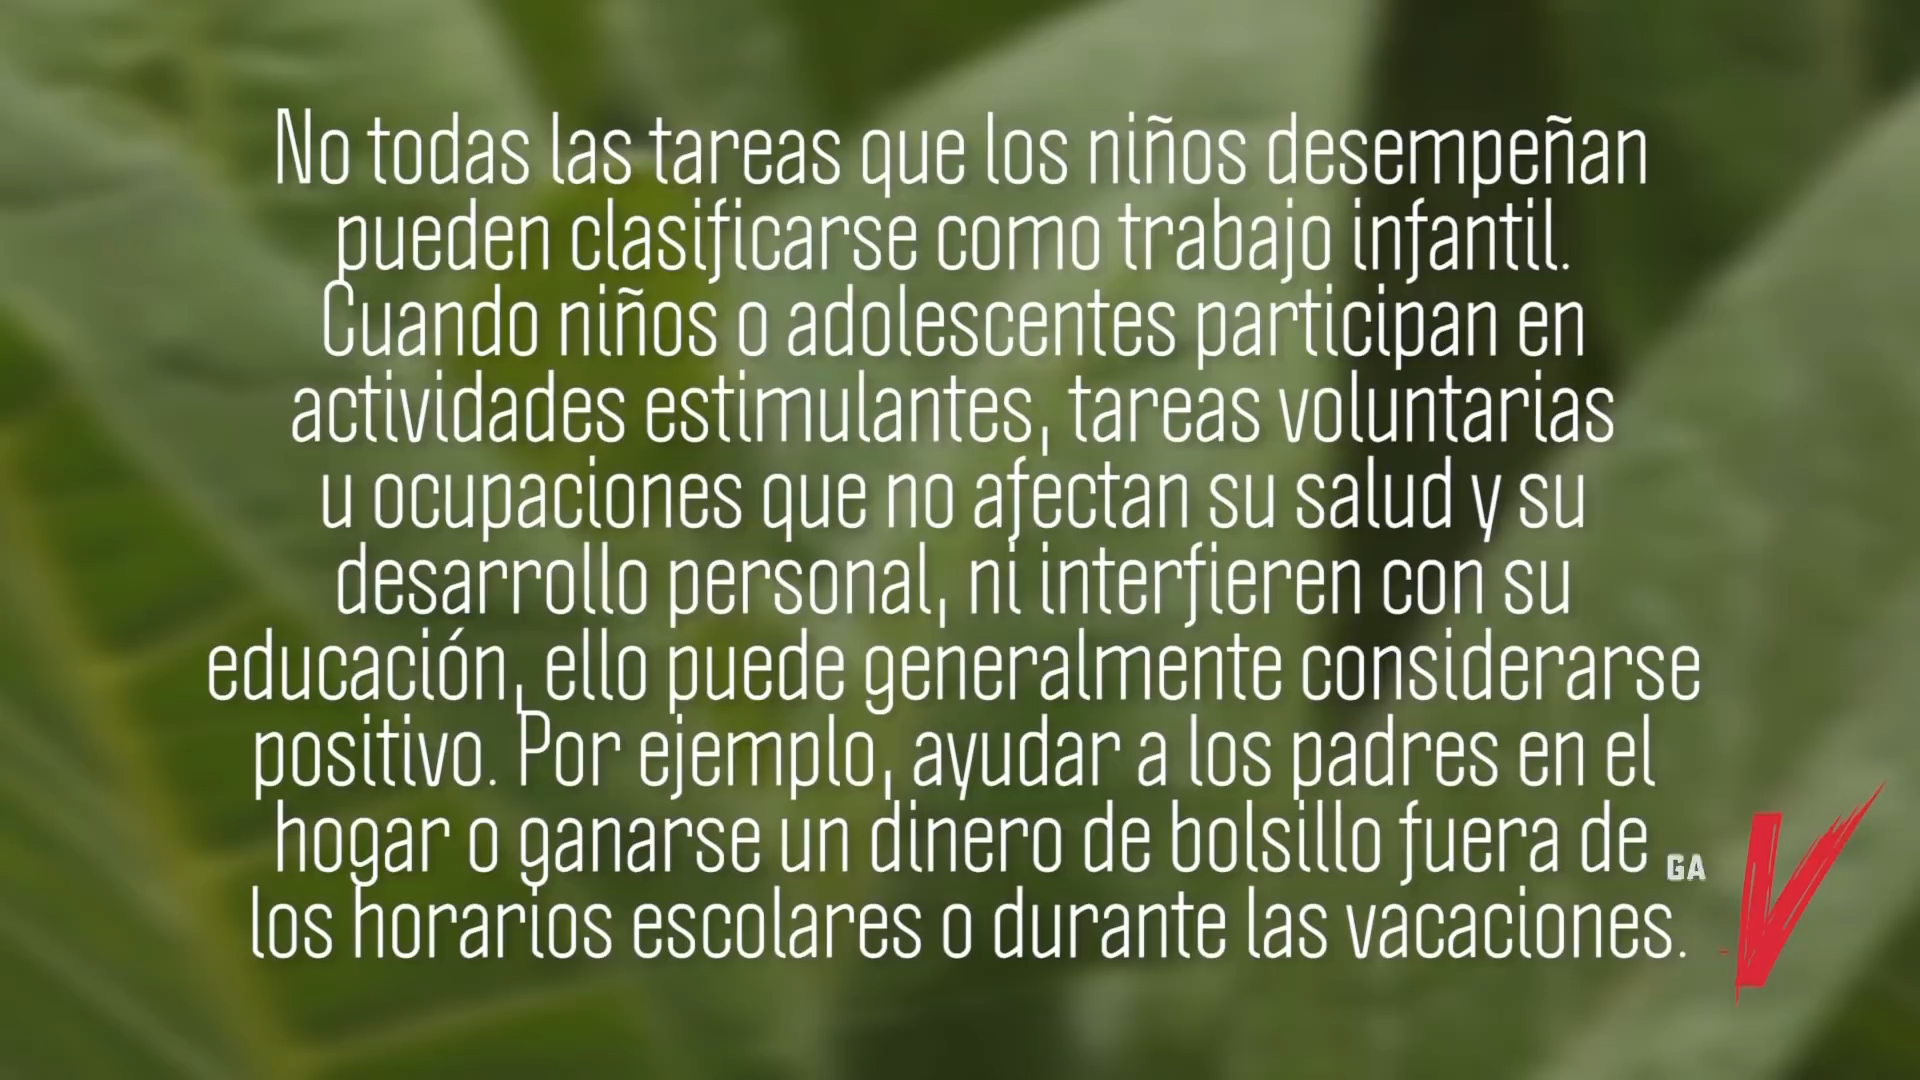 No todas las tareas que los niños desempeñan
pueden clasificarse como trabajo infantil.
Cuando niños o adolescentes participan en
actividades estimulantes, tareas voluntarias
u ocupaciones que no afectan su salud y su
desarrollo personal, ni interfieren con su
educación, ello puede generalmente considerarse
positivo. Por ejemplo, ayudar a los padres en el
hogar o ganarse un dinero de bolsillo fuera de
los horarios escolares o durante las vacaciones.
GA
V